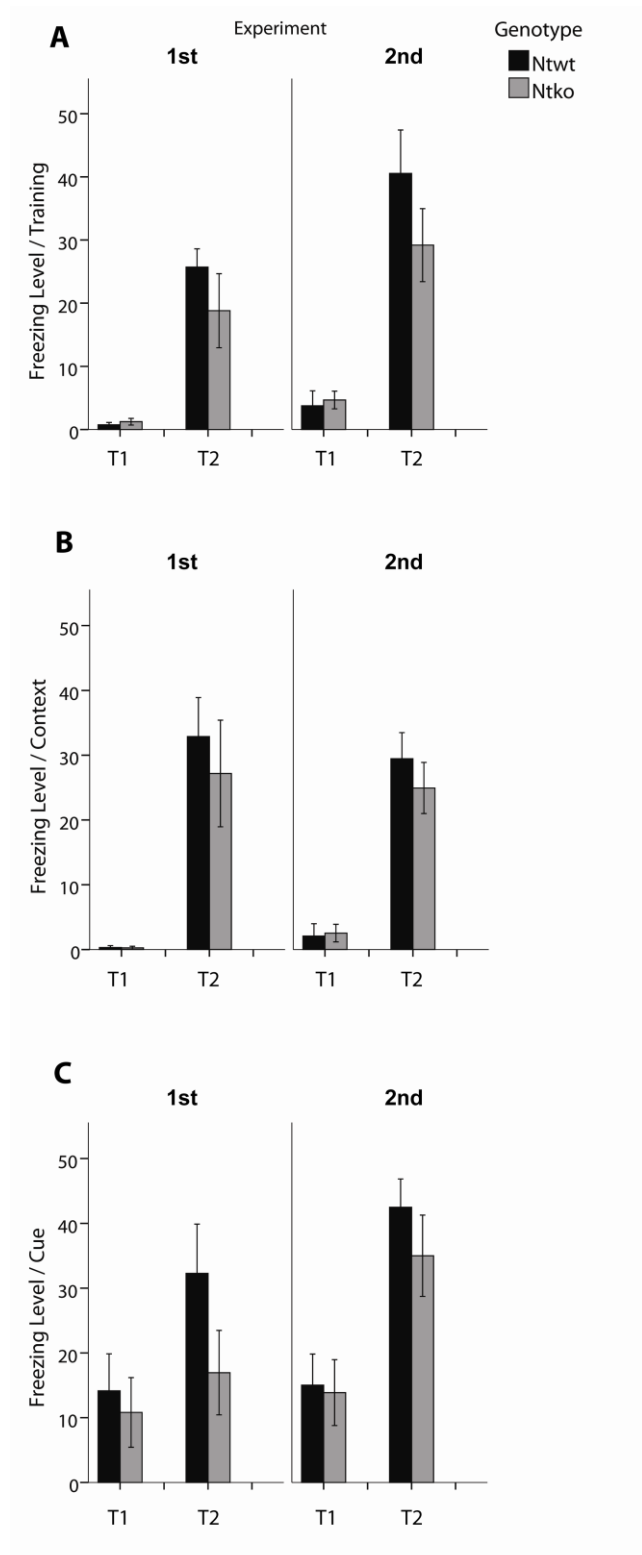 A
Experiment
Genotype
1st
2nd
Ntwt
Ntko
Freezing Level / Training
50
40
30
20
10
0
T1
T2
T1
T2
B
1st
2nd
Freezing Level / Context
50
40
30
20
10
0
T1
T2
T1
T2
C
1st
2nd
Freezing Level / Cue
50
40
30
20
10
0
T1
T2
T1
T2